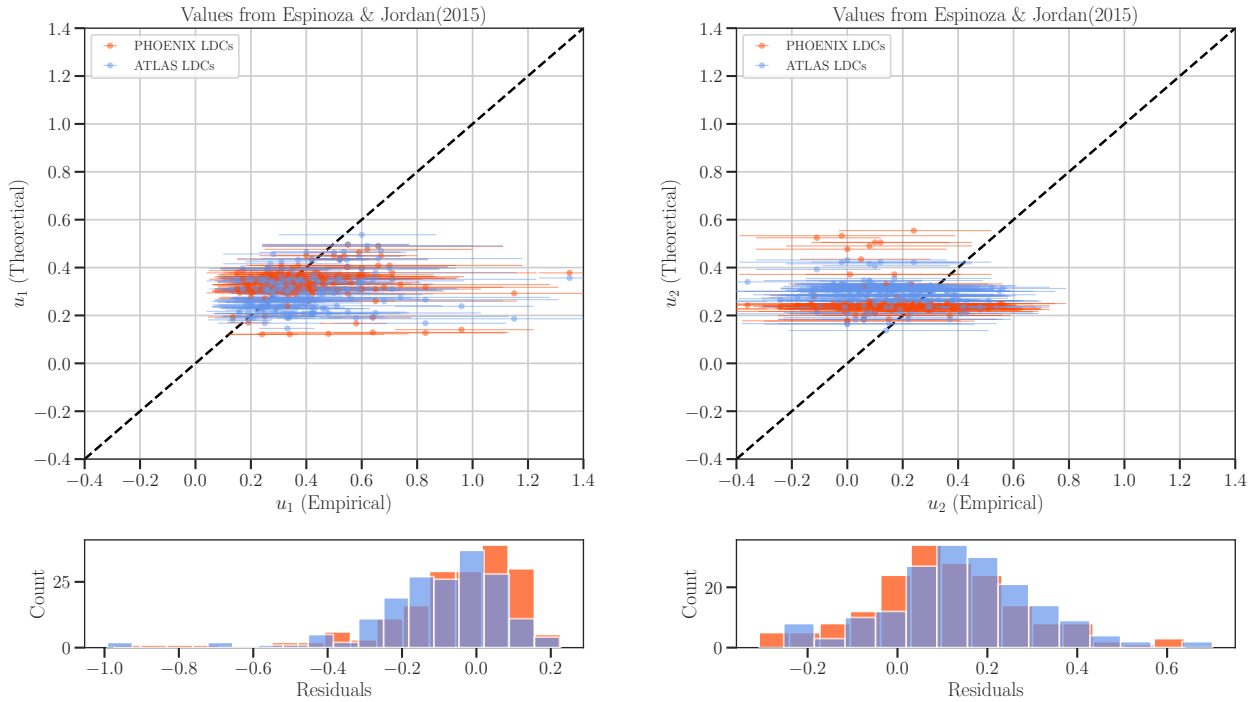 Values from Espinoza & Jordan(2015)
PHOENIX LDCs
ATLAS LDCs
1.4
1.2
1.0
0.8
0.6
0.4
0.2
0.0
−0.2
−0.4
u1 (Theoretical)
−0.4 −0.2 0.0 0.2 0.4 0.6 0.8 1.0 1.2 1.4
u1 (Empirical)
25
0
Count
−1.0 −0.8 −0.6 −0.4 −0.2 0.0 0.2
Residuals
Values from Espinoza & Jordan(2015)
PHOENIX LDCs
ATLAS LDCs
1.4
1.2
1.0
0.8
0.6
0.4
0.2
0.0
−0.2
−0.4
u2 (Theoretical)
−0.4 −0.2 0.0 0.2 0.4 0.6 0.8 1.0 1.2 1.4
u2 (Empirical)
20
0
Count
−0.2 0.0 0.2 0.4 0.6
Residuals